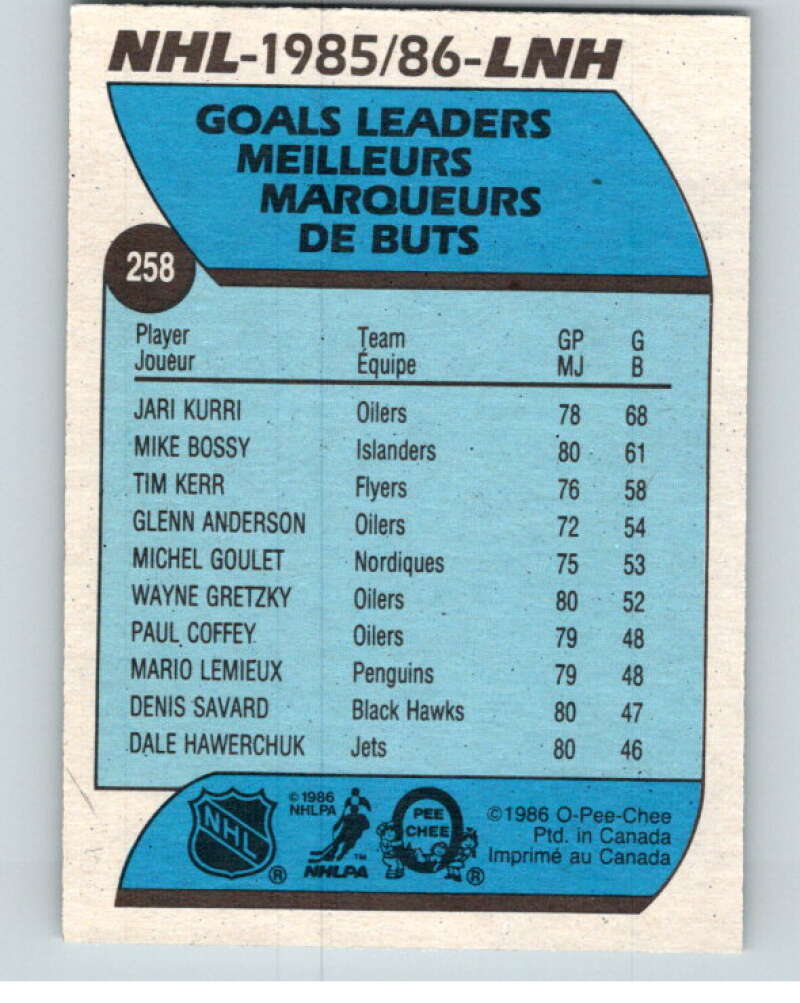 NHL-1985/86-LNH
GOALS LEADERS
MEILLEURS
MARQUEURS
DE BUTS
258
Player Team GP G
Joueur Équipe MJ B
JARI KURRI Oilers 78 68
MIKE BOSSY Islanders 80 61
TIM KERR Flyers 76 58
GLENN ANDERSON Oilers 72 54
MICHEL GOULET Nordiques 75 53
WAYNE GRETZKY Oilers 80 52
PAUL COFFEY Oilers 79 48
MARIO LEMIEUX Penguins 79 48
DENIS SAVARD Black Hawks 80 47
DALE HAWERCHUK Jets 80 46
NHL ®
©1986
NHLPA
NHLPA ™
O
PEE
CHEE ®
©1986 O-Pee-Chee
Ptd. in Canada
Imprimé au Canada